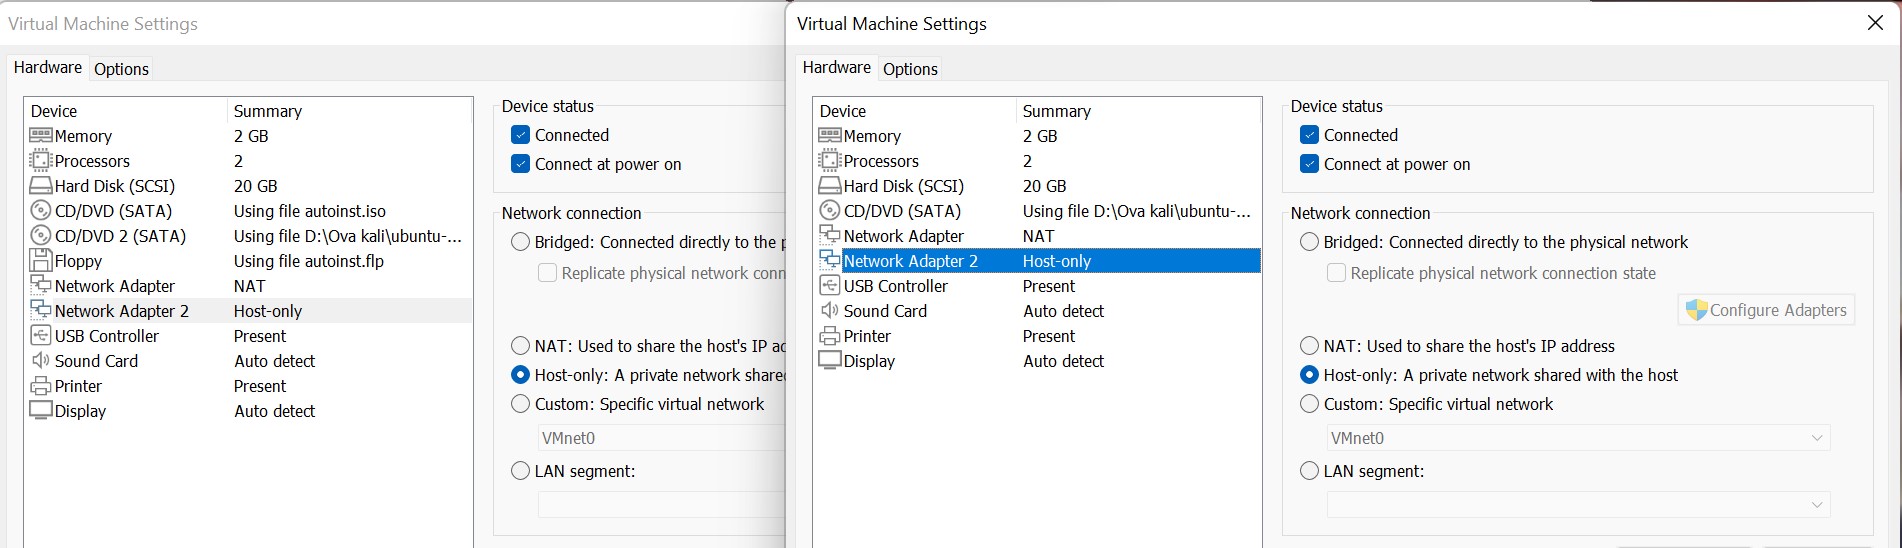 Virtual Machine Settings
Hardware Options
Device Summary
Memory 2 GB
Processors 2
Hard Disk (SCSI) 20 GB
CD/DVD (SATA) Using file autoinst.iso
CD/DVD 2 (SATA) Using file D:\Ova kali\ubuntu-...
Floppy Using file autoinst.flp
Network Adapter NAT
Network Adapter 2 Host-only
USB Controller Present
Sound Card Auto detect
Printer Present
Display Auto detect
Device status
Connected
Connect at power on
Network connection
Bridged: Connected directly to the p
Replicate physical network conn
NAT: Used to share the host's IP ad
Host-only: A private network shared
Custom: Specific virtual network
VMnet0
LAN segment:
Virtual Machine Settings
Hardware Options
Device Summary
Memory 2 GB
Processors 2
Hard Disk (SCSI) 20 GB
CD/DVD (SATA) Using file D:\Ova kali\ubuntu-...
Network Adapter NAT
Network Adapter 2 Host-only
USB Controller Present
Sound Card Auto detect
Printer Present
Display Auto detect
Device status
Connected
Connect at power on
Network connection
Bridged: Connected directly to the physical network
Replicate physical network connection state
Configure Adapters
NAT: Used to share the host's IP address
Host-only: A private network shared with the host
Custom: Specific virtual network
VMnet0
LAN segment: